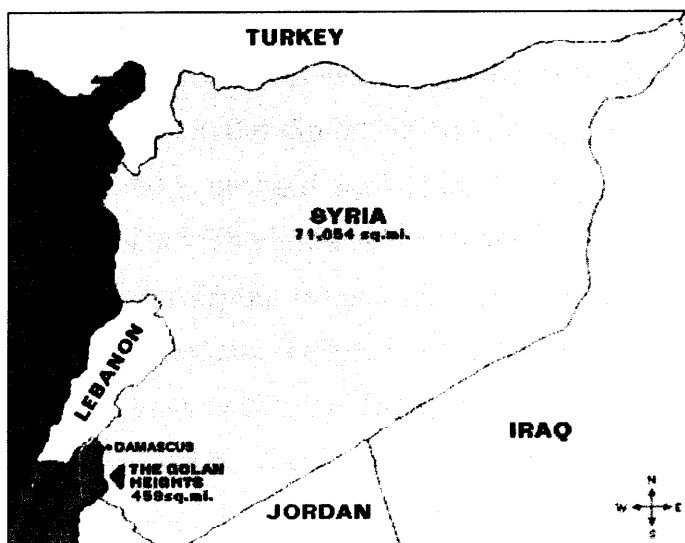 TURKEY
SYRIA
71,054 sq.mi.
LEBANON
DAMASCUS
THE GOLAN
HEIGHTS
458sq.mi.
IRAQ
JORDAN
N
W E
S